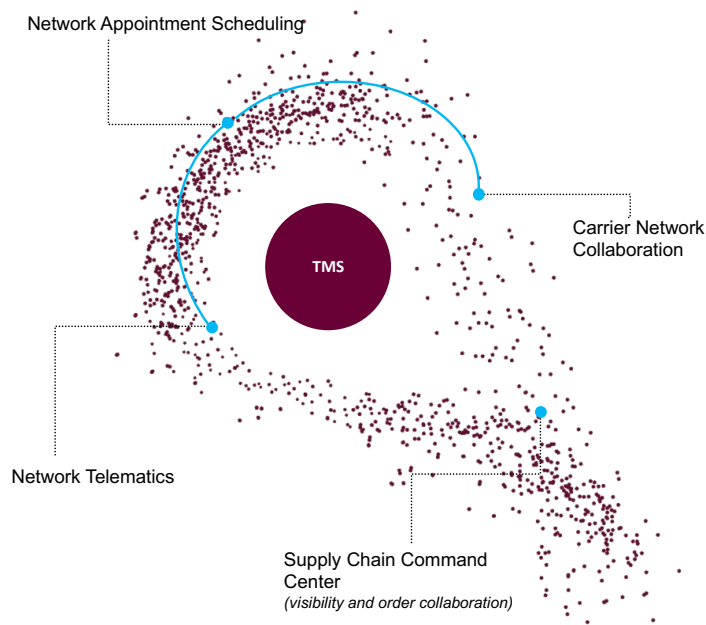 Network Appointment Scheduling
TMS
Carrier Network
Collaboration
Network Telematics
Supply Chain Command
Center
(visibility and order collaboration)